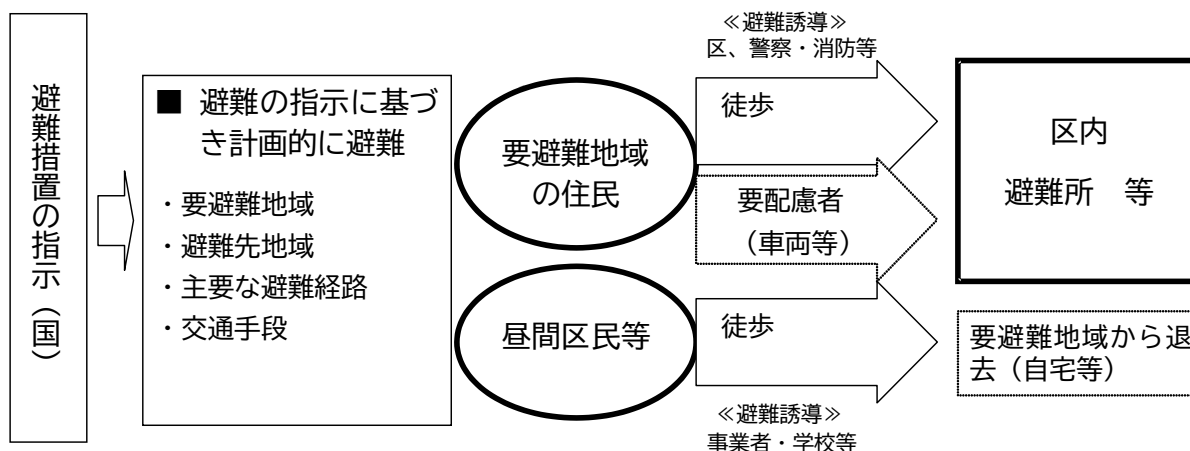 避難措置の指示（国）
■ 避難の指示に基づ
き計画的に避難
・要避難地域
・避難先地域
・主要な避難経路
・交通手段
要避難地域
の住民
昼間区民等
≪避難誘導≫
区、警察・消防等
徒歩
要配慮者
（車両等）
徒歩
≪避難誘導≫
事業者・学校等
区内
避難所　等
要避難地域から退
去（自宅等）